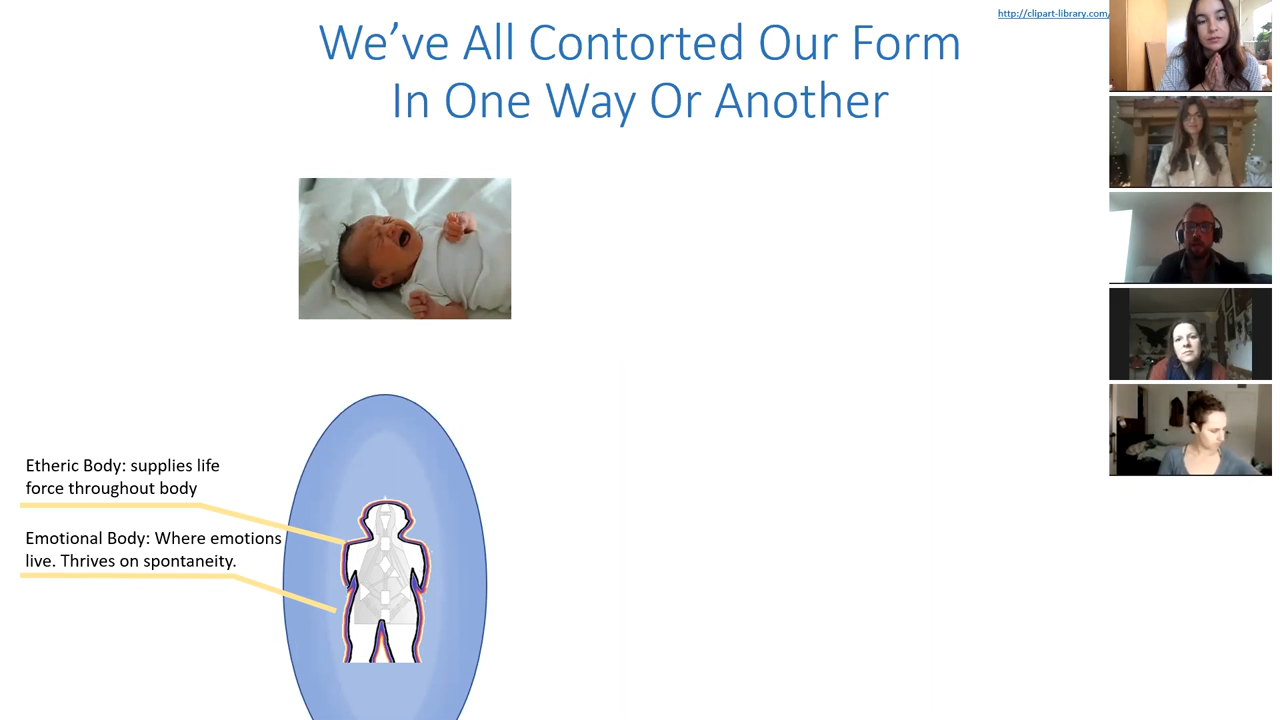 http://clipart-library.com/
We've All Contorted Our Form
In One Way Or Another
Etheric Body: supplies life
force throughout body
Emotional Body: Where emotions
live. Thrives on spontaneity.